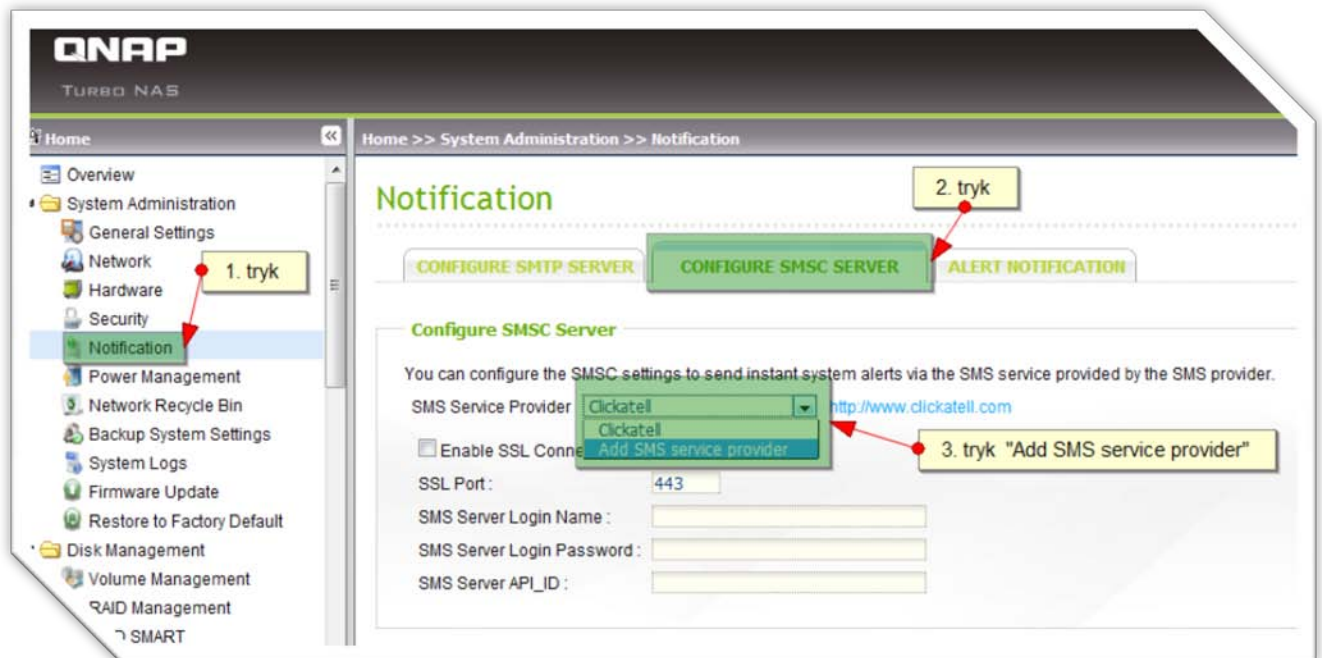 QNAP
TURBO NAS
Home
Home >> System Administration >> Notification
Overview
System Administration
General Settings
Network
Hardware
Security
Notification
Power Management
Network Recycle Bin
Backup System Settings
System Logs
Firmware Update
Restore to Factory Default
Disk Management
Volume Management
RAID Management
SMART
1. tryk
Notification
2. tryk
CONFIGURE SMTP SERVER CONFIGURE SMSC SERVER ALERT NOTIFICATION
Configure SMSC Server
You can configure the SMSC settings to send instant system alerts via the SMS service provided by the SMS provider.
SMS Service Provider Clickatell http://www.clickatell.com
Clickatell
Enable SSL Conne Add SMS service provider
3. tryk "Add SMS service provider"
SSL Port : 443
SMS Server Login Name :
SMS Server Login Password :
SMS Server API_ID :